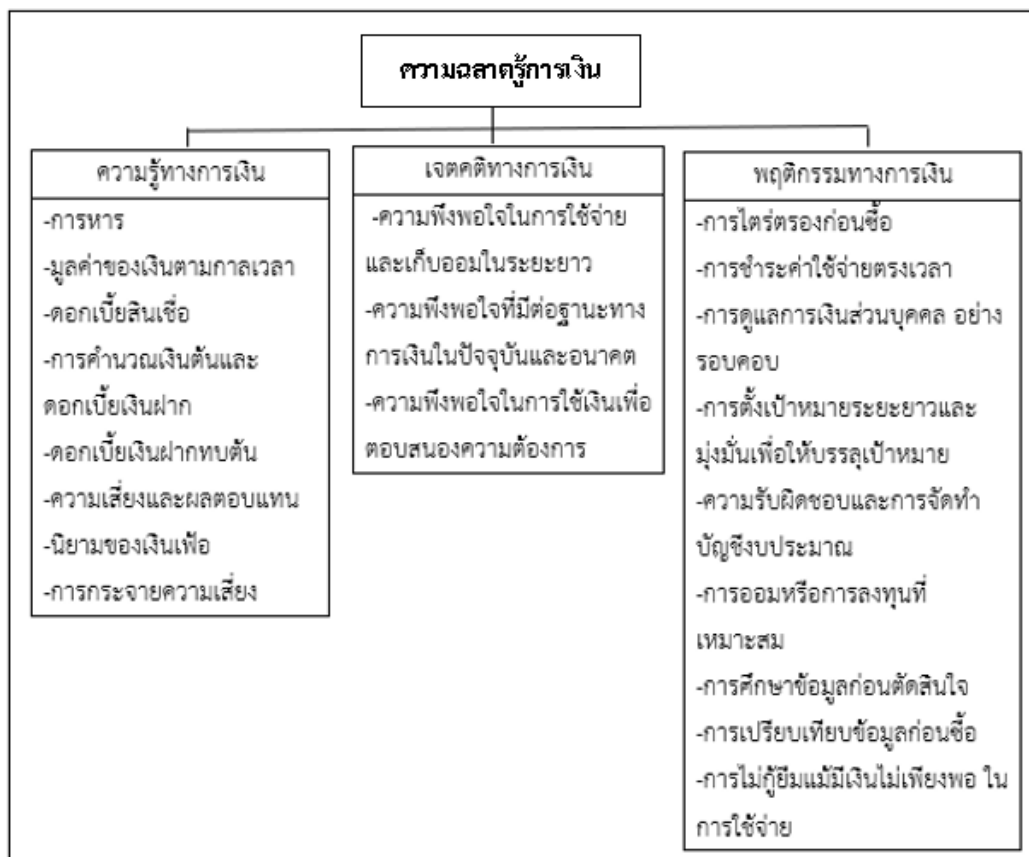 ความฉลาดรู้การเงิน
ความรู้ทางการเงิน
-การหาร
-มูลค่าของเงินตามกาลเวลา
-ดอกเบี้ยสินเชื่อ
-การคำนวณเงินต้นและ
ดอกเบี้ยเงินฝาก
-ดอกเบี้ยเงินฝากทบต้น
-ความเสี่ยงและผลตอบแทน
-นิยามของเงินเฟ้อ
-การกระจายความเสี่ยง
เจตคติทางการเงิน
-ความพึงพอใจในการใช้จ่าย
และเก็บออมในระยะยาว
-ความพึงพอใจที่มีต่อฐานะทาง
การเงินในปัจจุบันและอนาคต
-ความพึงพอใจในการใช้เงินเพื่อ
ตอบสนองความต้องการ
พฤติกรรมทางการเงิน
-การไตร่ตรองก่อนซื้อ
-การชำระค่าใช้จ่ายตรงเวลา
-การดูแลการเงินส่วนบุคคล อย่าง
รอบคอบ
-การตั้งเป้าหมายระยะยาวและ
มุ่งมั่นเพื่อให้บรรลุเป้าหมาย
-ความรับผิดชอบและการจัดทำ
บัญชีงบประมาณ
-การออมหรือการลงทุนที่
เหมาะสม
-การศึกษาข้อมูลก่อนตัดสินใจ
-การเปรียบเทียบข้อมูลก่อนซื้อ
-การไม่กู้ยืมแม้มีเงินไม่เพียงพอ ใน
การใช้จ่าย